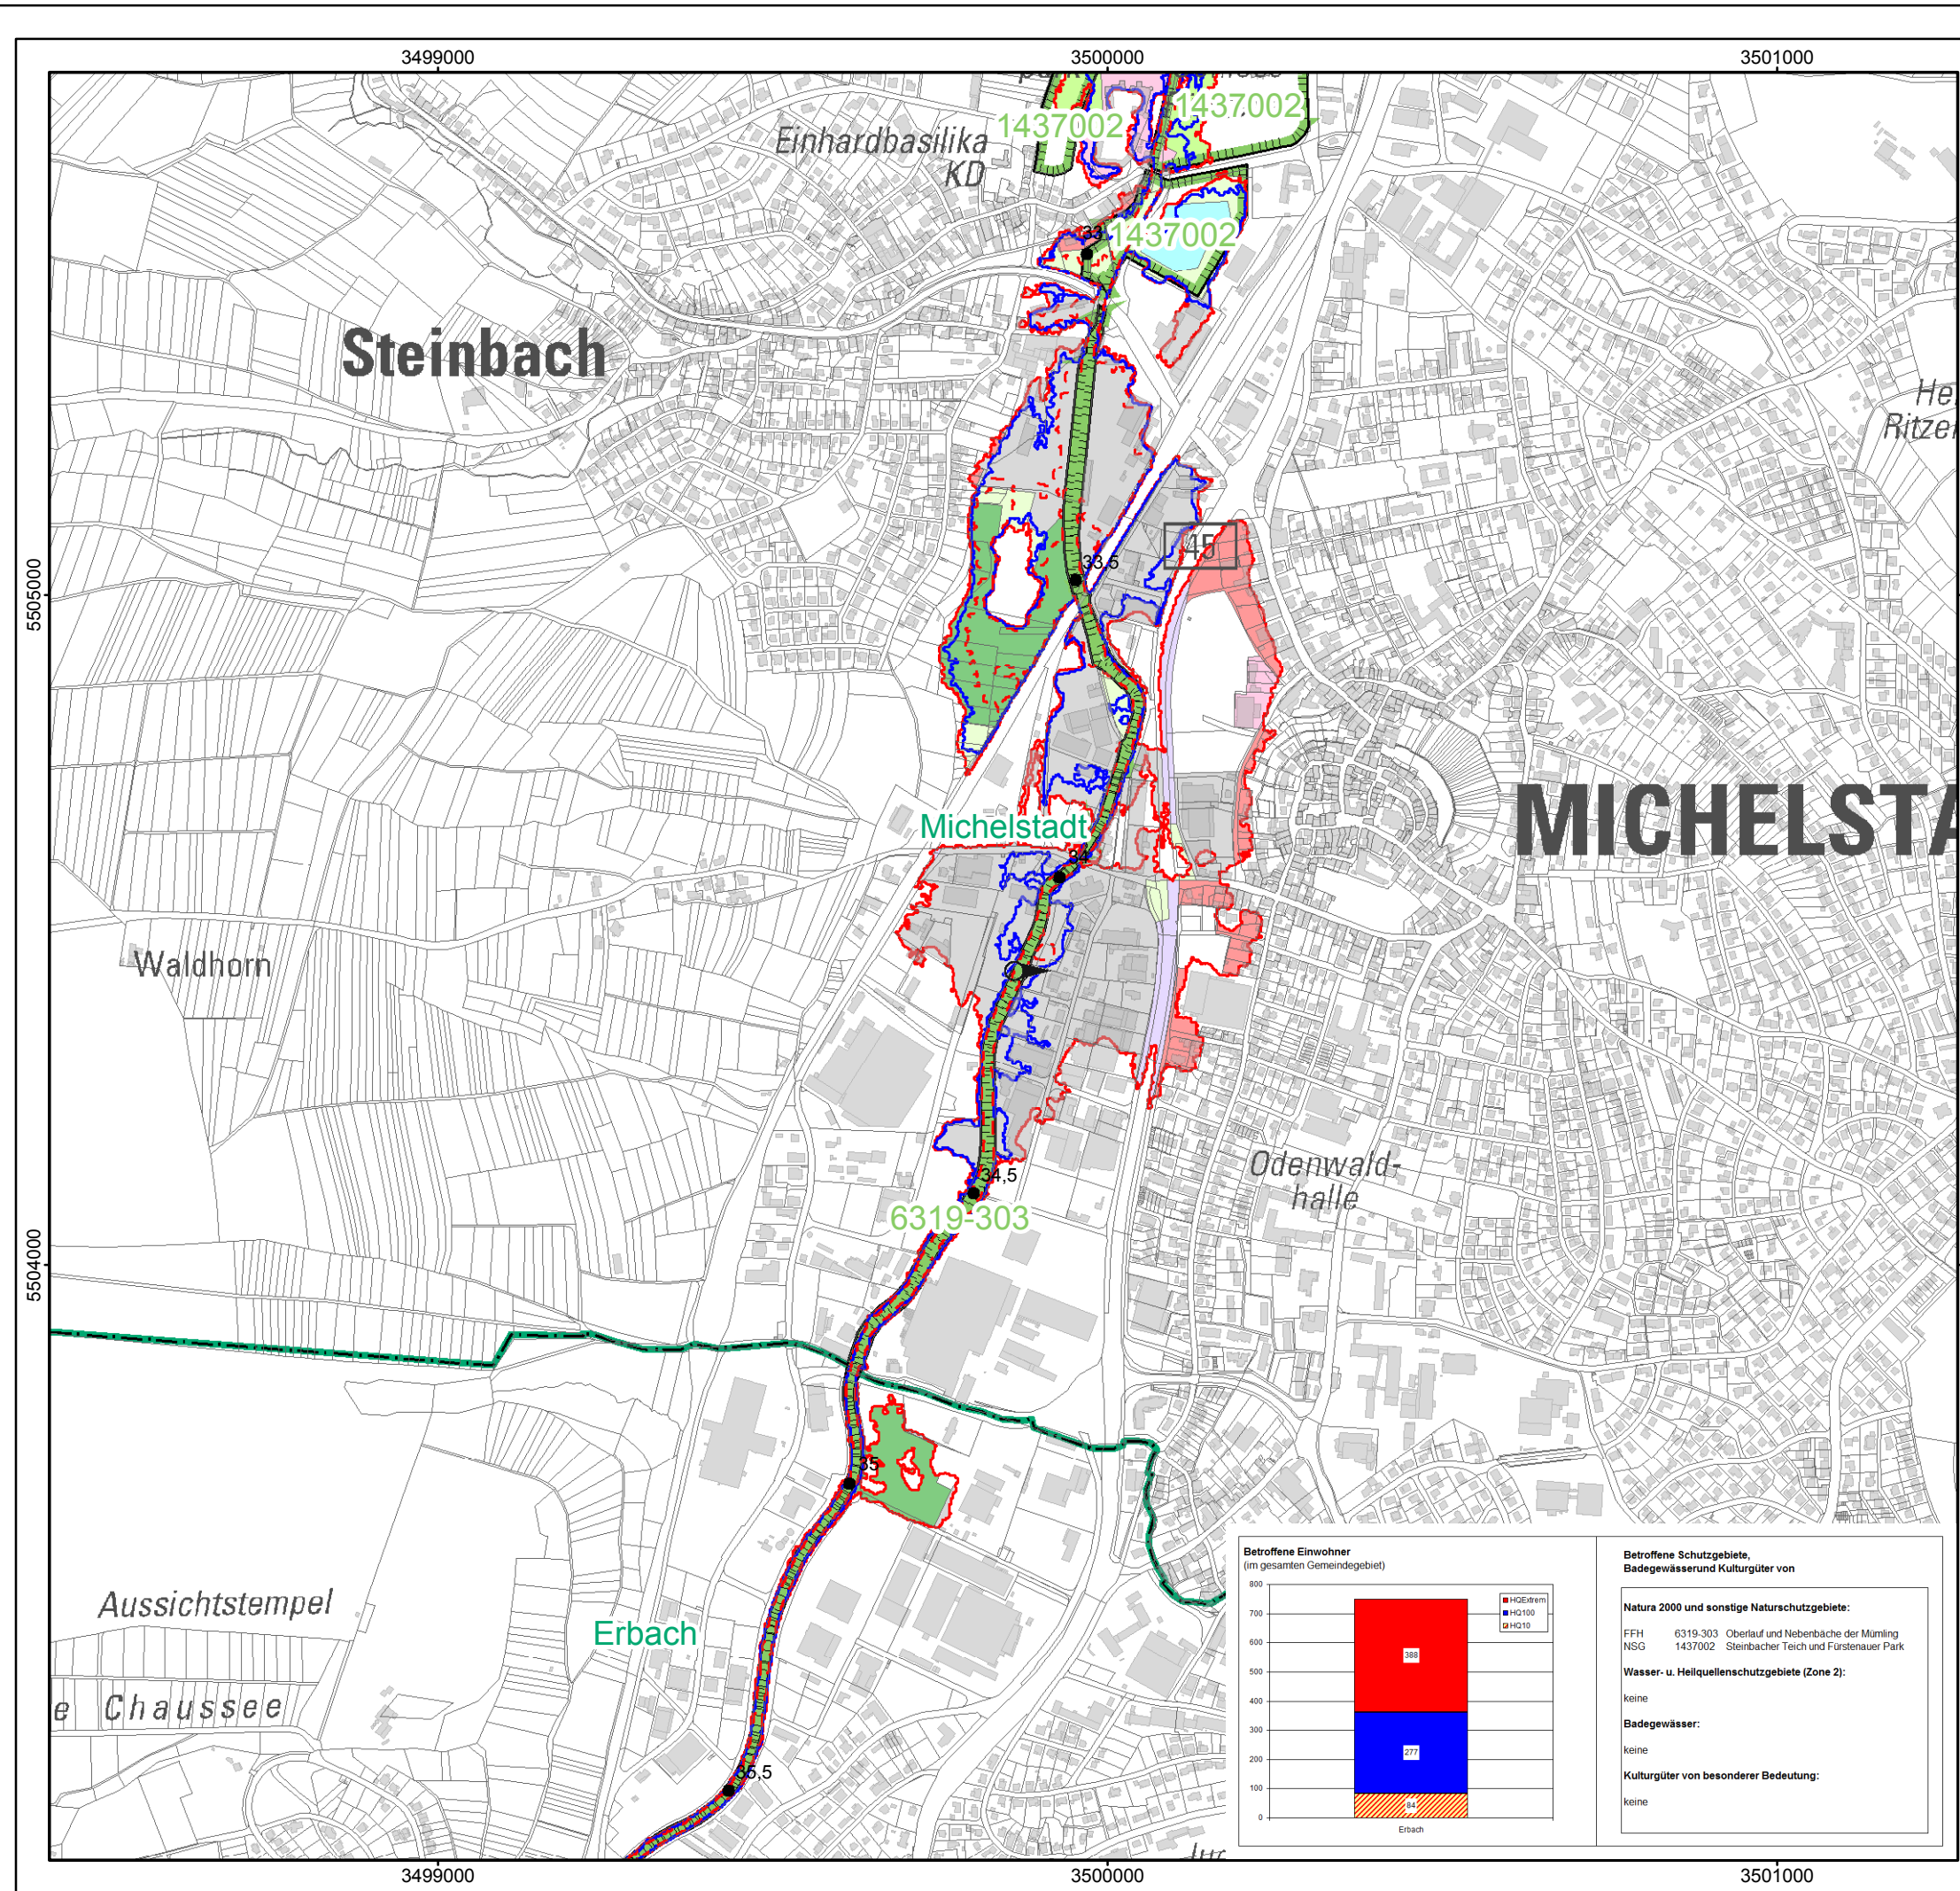 3499000 3500000 3501000
1437002
1437002
Einhardbasilika
KD
33
1437002
Steinbach
Ritzer
33,5
45
5505000
Michelstadt
MICHELSTA
34
Waldhorn
Odenwald-
halle
34,5
6319-303
5504000
35
Aussichtstempel
Erbach
e Chaussee
35,5
Betroffene Einwohner
(im gesamten Gemeindegebiet)
800
700
600
500
400
300
200
100
0
HQExtrem
HQ100
HQ10
388
277
84
Erbach
Betroffene Schutzgebiete,
Badegewässerund Kulturgüter von
Natura 2000 und sonstige Naturschutzgebiete:
FFH 6319-303 Oberlauf und Nebenbäche der Mümling
NSG 1437002 Steinbacher Teich und Fürstenauer Park
Wasser- u. Heilquellenschutzgebiete (Zone 2):
keine
Badegewässer:
keine
Kulturgüter von besonderer Bedeutung:
keine
3499000 3500000 3501000